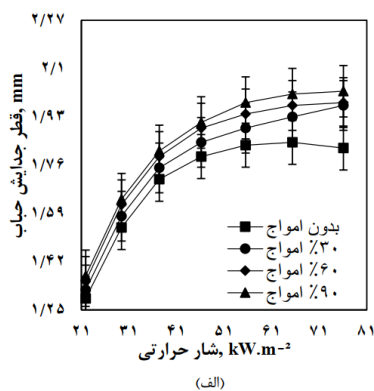 ۲/۲۷
۲/۱
۱/۹۳
۱/۷۶
۱/۵۹
۱/۴۲
۱/۲۵
قطر جدایش حباب, mm
بدون امواج
۳۰٪ امواج
۶۰٪ امواج
۹۰٪ امواج
۲۱ ۳۱ ۴۱ ۵۱ ۶۱ ۷۱ ۸۱
شار حرارتی, kW.m-²
(الف)